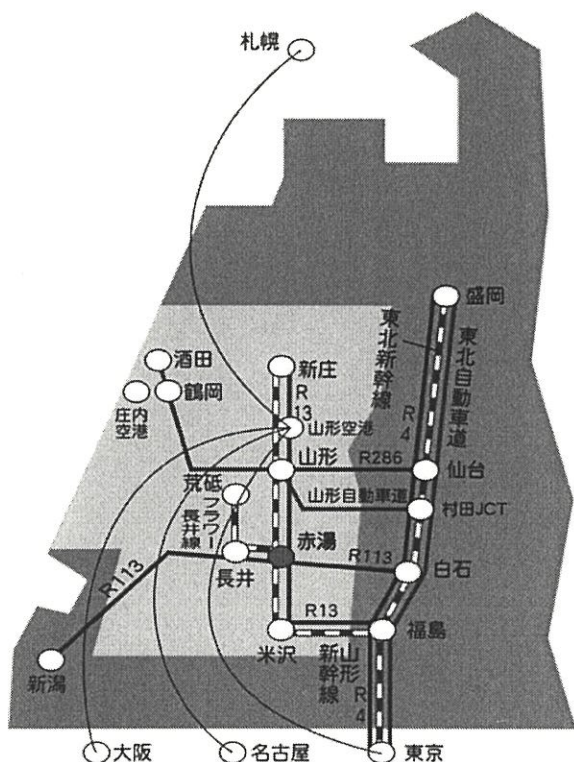 札幌
盛岡
東北新幹線
東北自動車道
R4
酒田
鶴岡
庄内
空港
新庄
R13
山形空港
山形
R286
仙台
荒砥
フラワー
長井線
山形自動車道
村田JCT
赤湯
長井
R113
R113
白石
R13
米沢
福島
山形
新幹線
R4
新潟
大阪
名古屋
東京